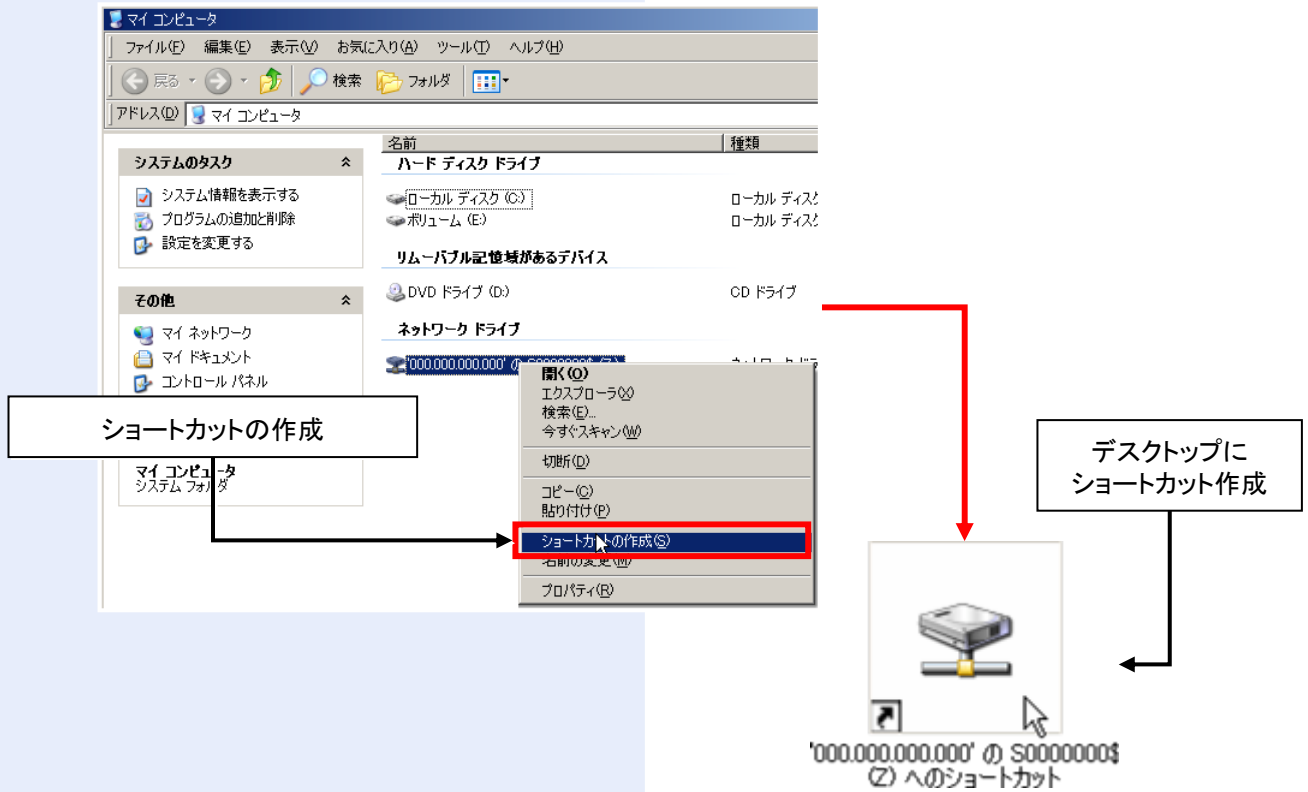 マイ コンピュータ
ファイル(F) 編集(E) 表示(V) お気に入り(A) ツール(T) ヘルプ(H)
戻る 検索 フォルダ
アドレス(D) マイ コンピュータ
名前 種類
システムのタスク
システム情報を表示する
プログラムの追加と削除
設定を変更する
その他
マイ ネットワーク
マイ ドキュメント
コントロール パネル
マイ コンピュータ
システム フォルダ
ハード ディスク ドライブ
ローカル ディスク (C:) ローカル ディスク
ボリューム (E:) ローカル ディスク
リムーバブル記憶域があるデバイス
DVD ドライブ (D:) CD ドライブ
ネットワーク ドライブ
'000.000.000.000' の
開く(O)
エクスプローラ(X)
検索(E)...
今すぐスキャン(W)
切断(D)
コピー(C)
貼り付け(P)
ショートカットの作成(S)
名前の変更(M)
プロパティ(R)
ショートカットの作成
デスクトップに
ショートカット作成
'000.000.000.000' の S0000000$
(Z) へのショートカット